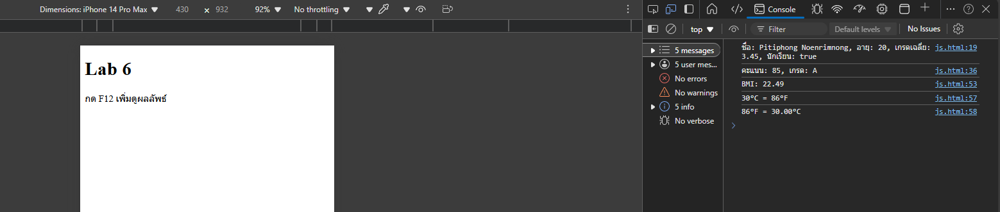 Dimensions: iPhone 14 Pro Max ▼ 430 × 932 92% ▼ No throttling ▼
Console
top ▼ Filter Default levels ▼ No Issues
Lab 6
กด F12 เพิ่มดูผลลัพธ์
5 messages
5 user mes...
No errors
No warnings
5 info
No verbose
ชื่อ: Pitiphong Noenrimnong, อายุ: 20, เกรดเฉลี่ย: js.html:19
3.45, นักเรียน: true
คะแนน: 85, เกรด: A js.html:36
BMI: 22.49 js.html:53
30°C = 86°F js.html:57
86°F = 30.00°C js.html:58